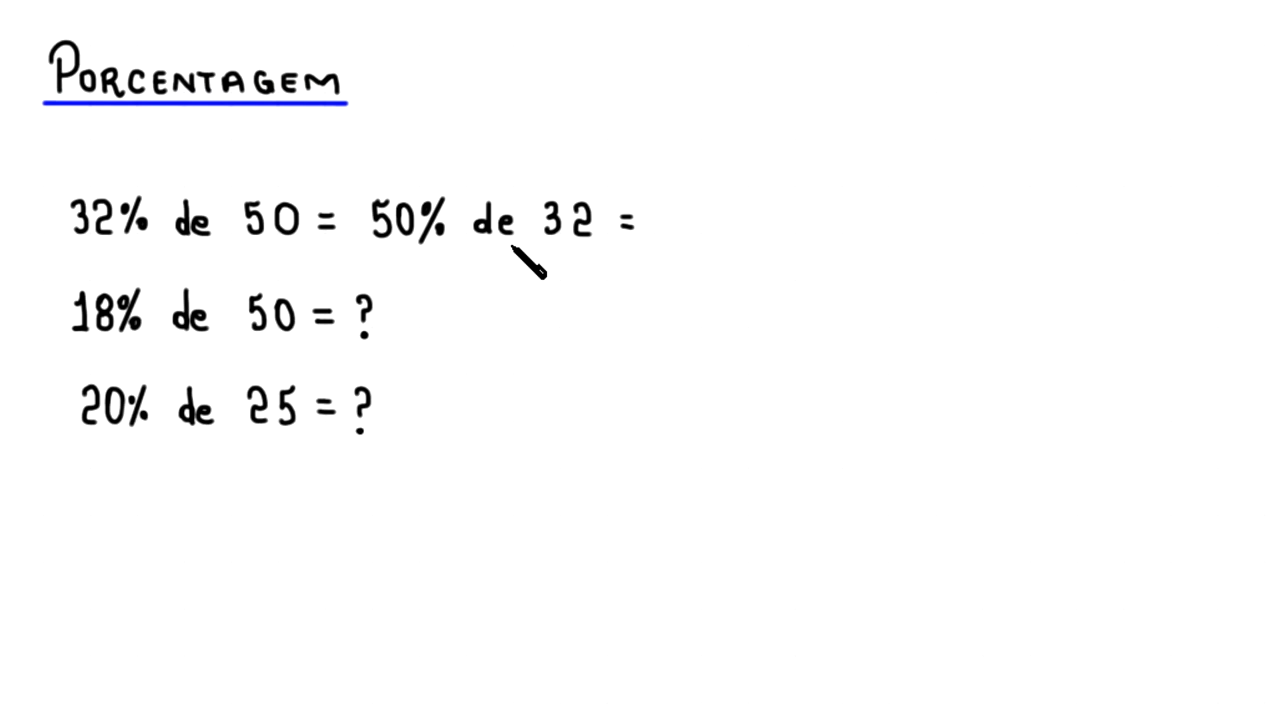 PORCENTAGEM
32% de 50 = 50% de 32 =
18% de 50 = ?
20% de 25 = ?